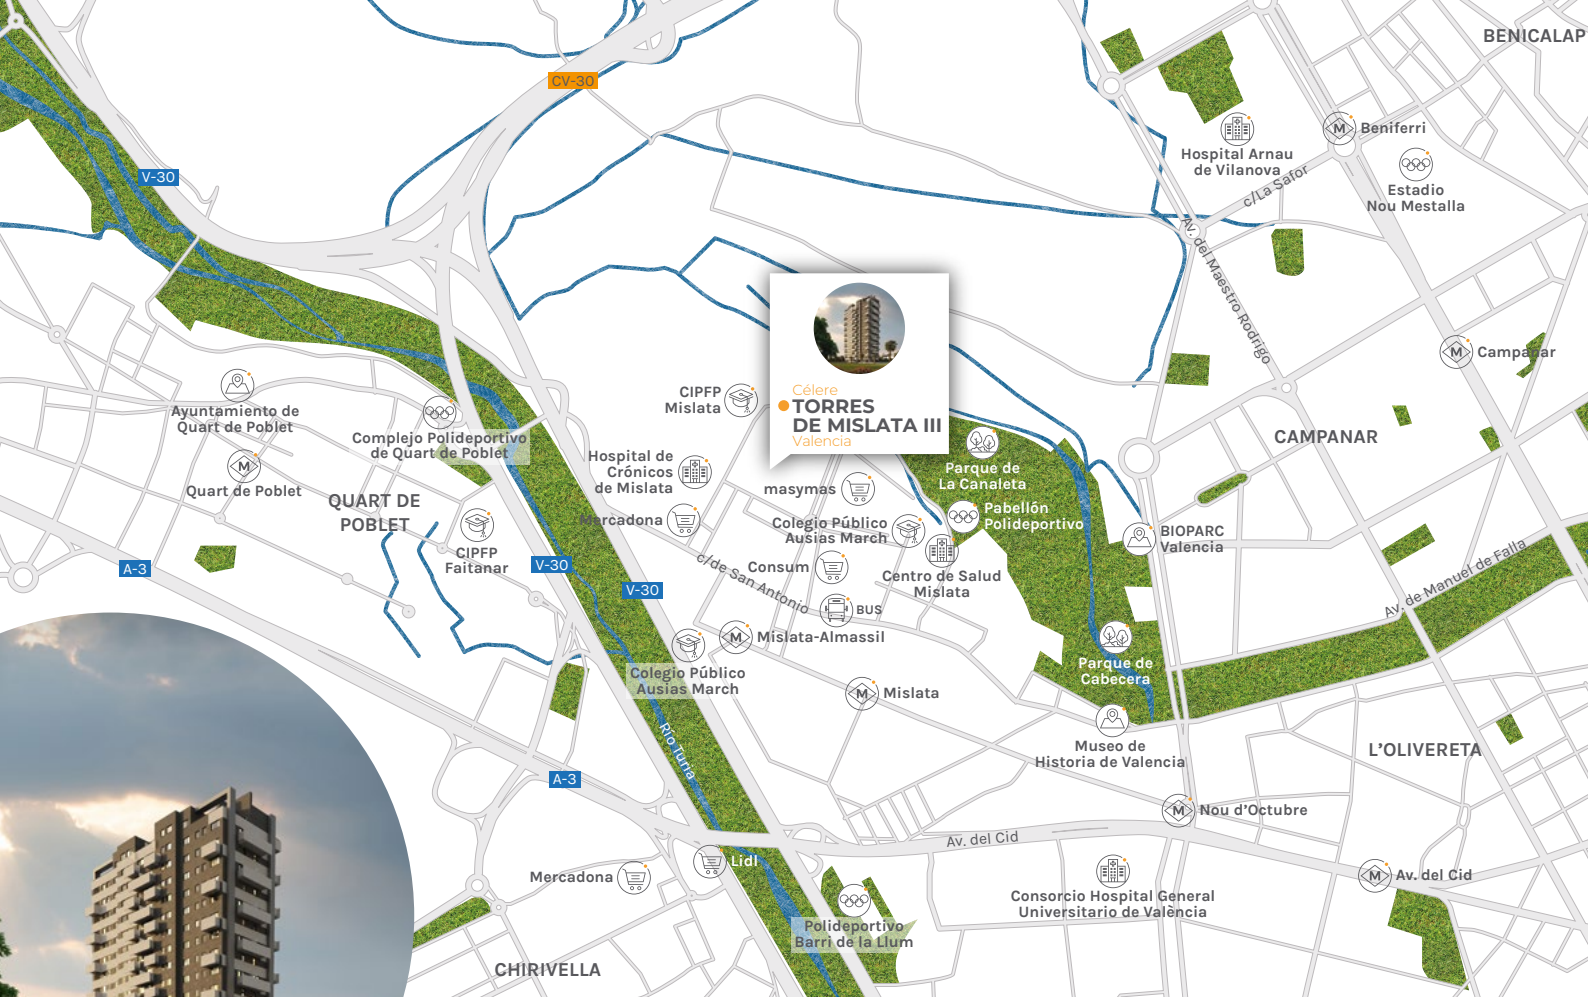 BENICALAP
CV-30
Beniferri
Hospital Arnau
de Vilanova
Estadio
Nou Mestalla
c/La Safor
V-30
Av. del Maestro Rodrigo
Campanar
Célere
TORRES
DE MISLATA III
Valencia
CIPFP
Mislata
Ayuntamiento de
Quart de Poblet
Complejo Polideportivo
de Quart de Poblet
CAMPANAR
M
Quart de Poblet
Hospital de
Crónicos
de Mislata
Parque de
La Canaleta
masymas
QUART DE
POBLET
Mercadona
Colegio Público
Ausias March
Pabellón
Polideportivo
BIOPARC
Valencia
CIPFP
Faitanar
A-3
V-30
V-30
c/de San Antonio
Consum
Centro de Salud
Mislata
Av. de Manuel de Falla
BUS
M
Mislata-Almassil
Colegio Público
Ausias March
Parque de
Cabecera
M
Mislata
Río Turia
Museo de
Historia de Valencia
L'OLIVERETA
A-3
M
Nou d'Octubre
Av. del Cid
Lidl
Mercadona
Consorcio Hospital General
Universitario de València
M
Av. del Cid
Polideportivo
Barri de la Llum
CHIRIVELLA
M
M